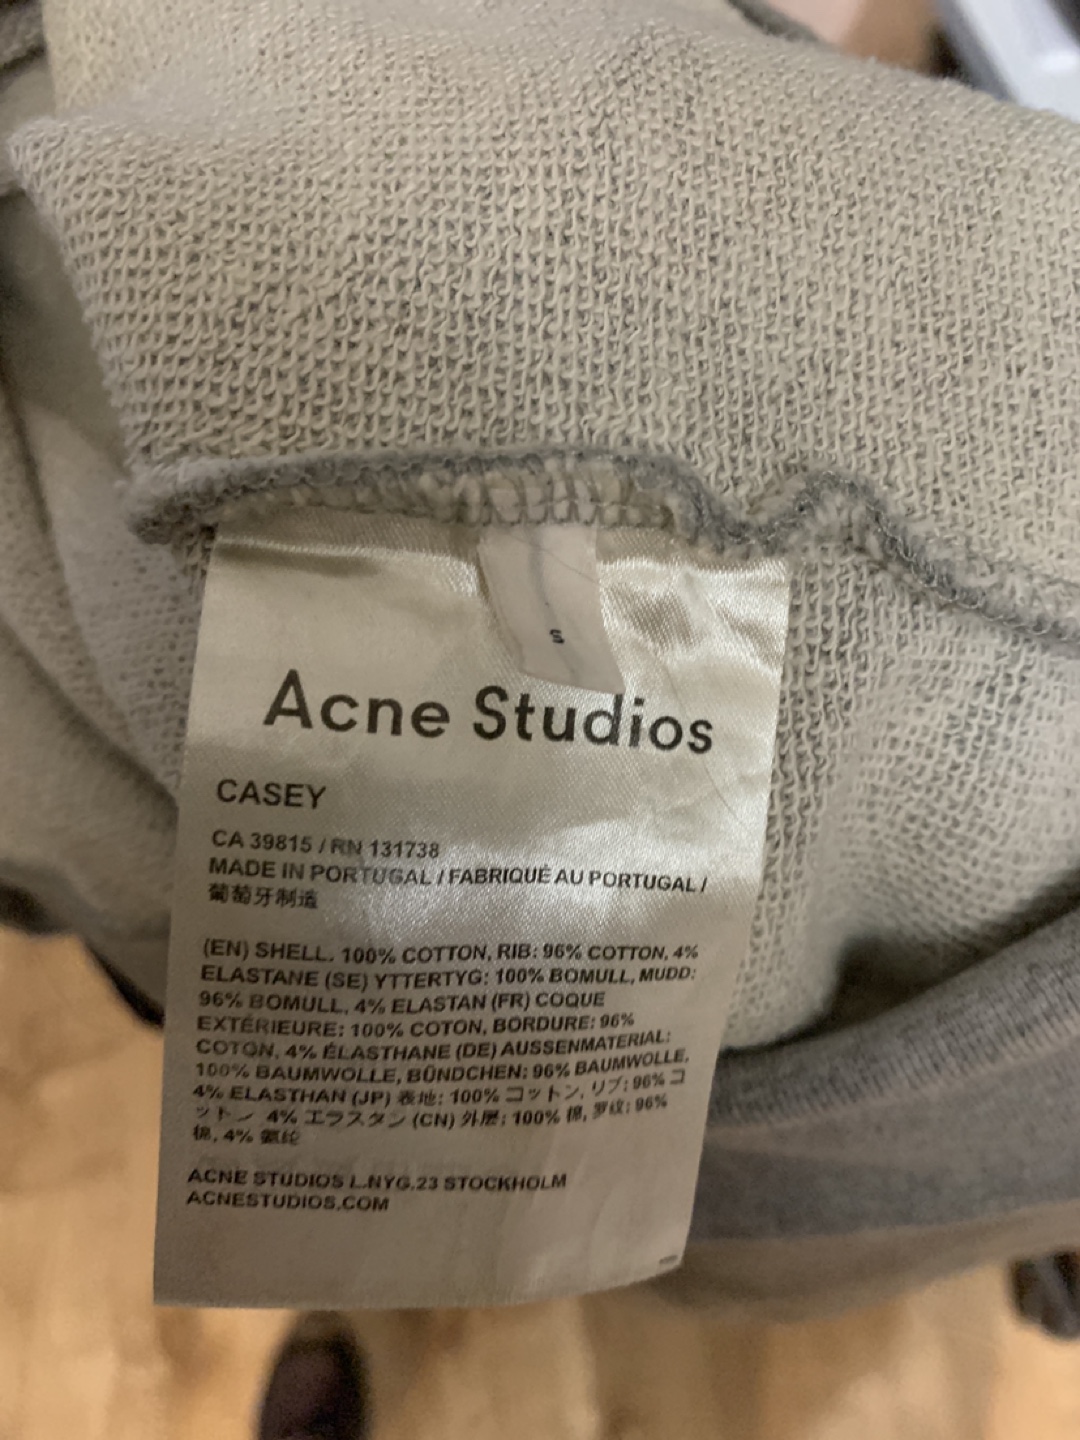 S
Acne Studios
CASEY
CA 39815 / RN 131738
MADE IN PORTUGAL / FABRIQUÉ AU PORTUGAL /
葡萄牙制造
(EN) SHELL. 100% COTTON, RIB: 96% COTTON, 4%
ELASTANE (SE) YTTERTYG: 100% BOMULL, MUDD:
96% BOMULL, 4% ELASTAN (FR) COQUE
EXTÉRIEURE: 100% COTON, BORDURE: 96%
COTON, 4% ÉLASTHANE (DE) AUSSENMATERIAL:
100% BAUMWOLLE, BÜNDCHEN: 96% BAUMWOLLE,
4% ELASTHAN (JP) 表地: 100% コットン, リブ: 96% コ
ットン 4% エラスタン (CN) 外层: 100% 棉, 罗纹: 96%
棉, 4% 氨纶
ACNE STUDIOS L.NYG.23 STOCKHOLM
ACNESTUDIOS.COM